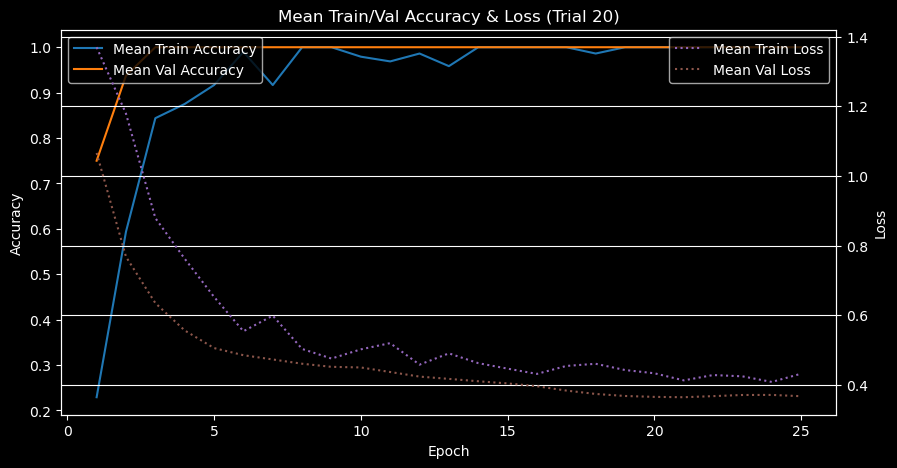 Mean Train/Val Accuracy & Loss (Trial 20)
Mean Train Accuracy
Mean Val Accuracy
Mean Train Loss
Mean Val Loss
1.0
0.9
0.8
0.7
0.6
0.5
0.4
0.3
0.2
Accuracy
1.4
1.2
1.0
0.8
0.6
0.4
Loss
0
5
10
15
20
25
Epoch